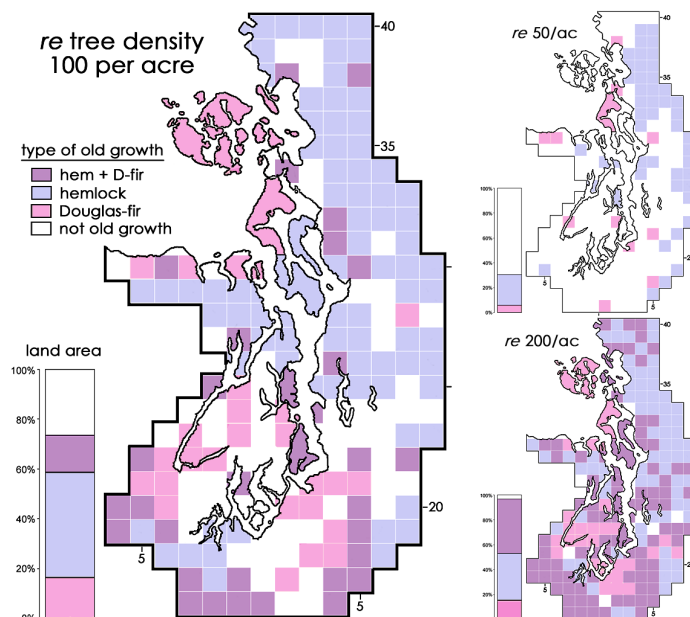 re tree density
100 per acre
type of old growth
hem + D-fir
hemlock
Douglas-fir
not old growth
40
35
20
5
5
land area
100%
80%
60%
40%
20%
0%
re 50/ac
40
35
5
100%
80%
60%
40%
20%
0%
re 200/ac
40
35
5
100%
80%
60%
40%
20%